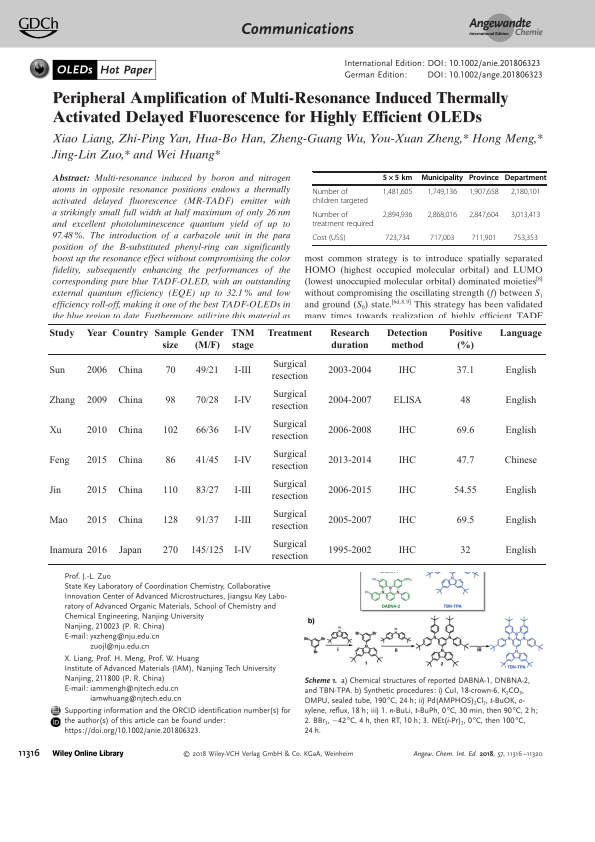 GDCh
Communications
Angewandte
International Edition
Chemie
OLEDs Hot Paper
International Edition: DOI: 10.1002/anie.201806323
German Edition: DOI: 10.1002/ange.201806323
Peripheral Amplification of Multi-Resonance Induced Thermally
Activated Delayed Fluorescence for Highly Efficient OLEDs
Xiao Liang, Zhi-Ping Yan, Hua-Bo Han, Zheng-Guang Wu, You-Xuan Zheng,* Hong Meng,*
Jing-Lin Zuo,* and Wei Huang*
Abstract: Multi-resonance induced by boron and nitrogen
atoms in opposite resonance positions endows a thermally
activated delayed fluorescence (MR-TADF) emitter with
a strikingly small full width at half maximum of only 26 nm
and excellent photoluminescence quantum yield of up to
97.48 %. The introduction of a carbazole unit in the para
position of the B-substituted phenyl-ring can significantly
boost up the resonance effect without compromising the color
fidelity, subsequently enhancing the performances of the
corresponding pure blue TADF-OLED, with an outstanding
external quantum efficiency (EQE) up to 32.1 % and low
efficiency roll-off, making it one of the best TADF-OLEDs in
the blue region to date. Furthermore, utilizing this material as
5 × 5 km Municipality Province Department
Number of children targeted 1,481,605 1,749,136 1,907,658 2,180,101
Number of treatment required 2,894,936 2,868,016 2,847,604 3,013,413
Cost (US$) 723,734 717,003 711,901 753,353
most common strategy is to introduce spatially separated
HOMO (highest occupied molecular orbital) and LUMO
(lowest unoccupied molecular orbital) dominated moieties[6]
without compromising the oscillating strength (f) between S1
and ground (S0) state.[6d,8,9] This strategy has been validated
many times towards realization of highly efficient TADF
Study Year Country Sample size Gender (M/F) TNM stage Treatment Research duration Detection method Positive (%) Language
Sun 2006 China 70 49/21 I-III Surgical resection 2003-2004 IHC 37.1 English
Zhang 2009 China 98 70/28 I-IV Surgical resection 2004-2007 ELISA 48 English
Xu 2010 China 102 66/36 I-IV Surgical resection 2006-2008 IHC 69.6 English
Feng 2015 China 86 41/45 I-IV Surgical resection 2013-2014 IHC 47.7 Chinese
Jin 2015 China 110 83/27 I-III Surgical resection 2006-2015 IHC 54.55 English
Mao 2015 China 128 91/37 I-III Surgical resection 2005-2007 IHC 69.5 English
Inamura 2016 Japan 270 145/125 I-IV Surgical resection 1995-2002 IHC 32 English
Prof. J.-L. Zuo
State Key Laboratory of Coordination Chemistry, Collaborative
Innovation Center of Advanced Microstructures, Jiangsu Key Labo-
ratory of Advanced Organic Materials, School of Chemistry and
Chemical Engineering, Nanjing University
Nanjing, 210023 (P. R. China)
E-mail: yxzheng@nju.edu.cn
zuojl@nju.edu.cn
X. Liang, Prof. H. Meng, Prof. W. Huang
Institute of Advanced Materials (IAM), Nanjing Tech University
Nanjing, 211800 (P. R. China)
E-mail: iammengh@njtech.edu.cn
iamwhuang@njtech.edu.cn
Supporting information and the ORCID identification number(s) for
the author(s) of this article can be found under:
https://doi.org/10.1002/anie.201806323.
DABNA-2
TBN-TPA
b)
i
ii
iii
1
2
TBN-TPA
Scheme 1. a) Chemical structures of reported DABNA-1, DNBNA-2,
and TBN-TPA. b) Synthetic procedures: i) CuI, 18-crown-6, K2CO3,
DMPU, sealed tube, 190°C, 24 h; ii) Pd(AMPHOS)2Cl2, t-BuOK, o-
xylene, reflux, 18 h; iii) 1. n-BuLi, t-BuPh, 0°C, 30 min, then 90°C, 2 h;
2. BBr3, −42°C, 4 h, then RT, 10 h; 3. NEt(i-Pr)2, 0°C, then 100°C,
24 h.
11316 Wiley Online Library
© 2018 Wiley-VCH Verlag GmbH & Co. KGaA, Weinheim
Angew. Chem. Int. Ed. 2018, 57, 11316–11320